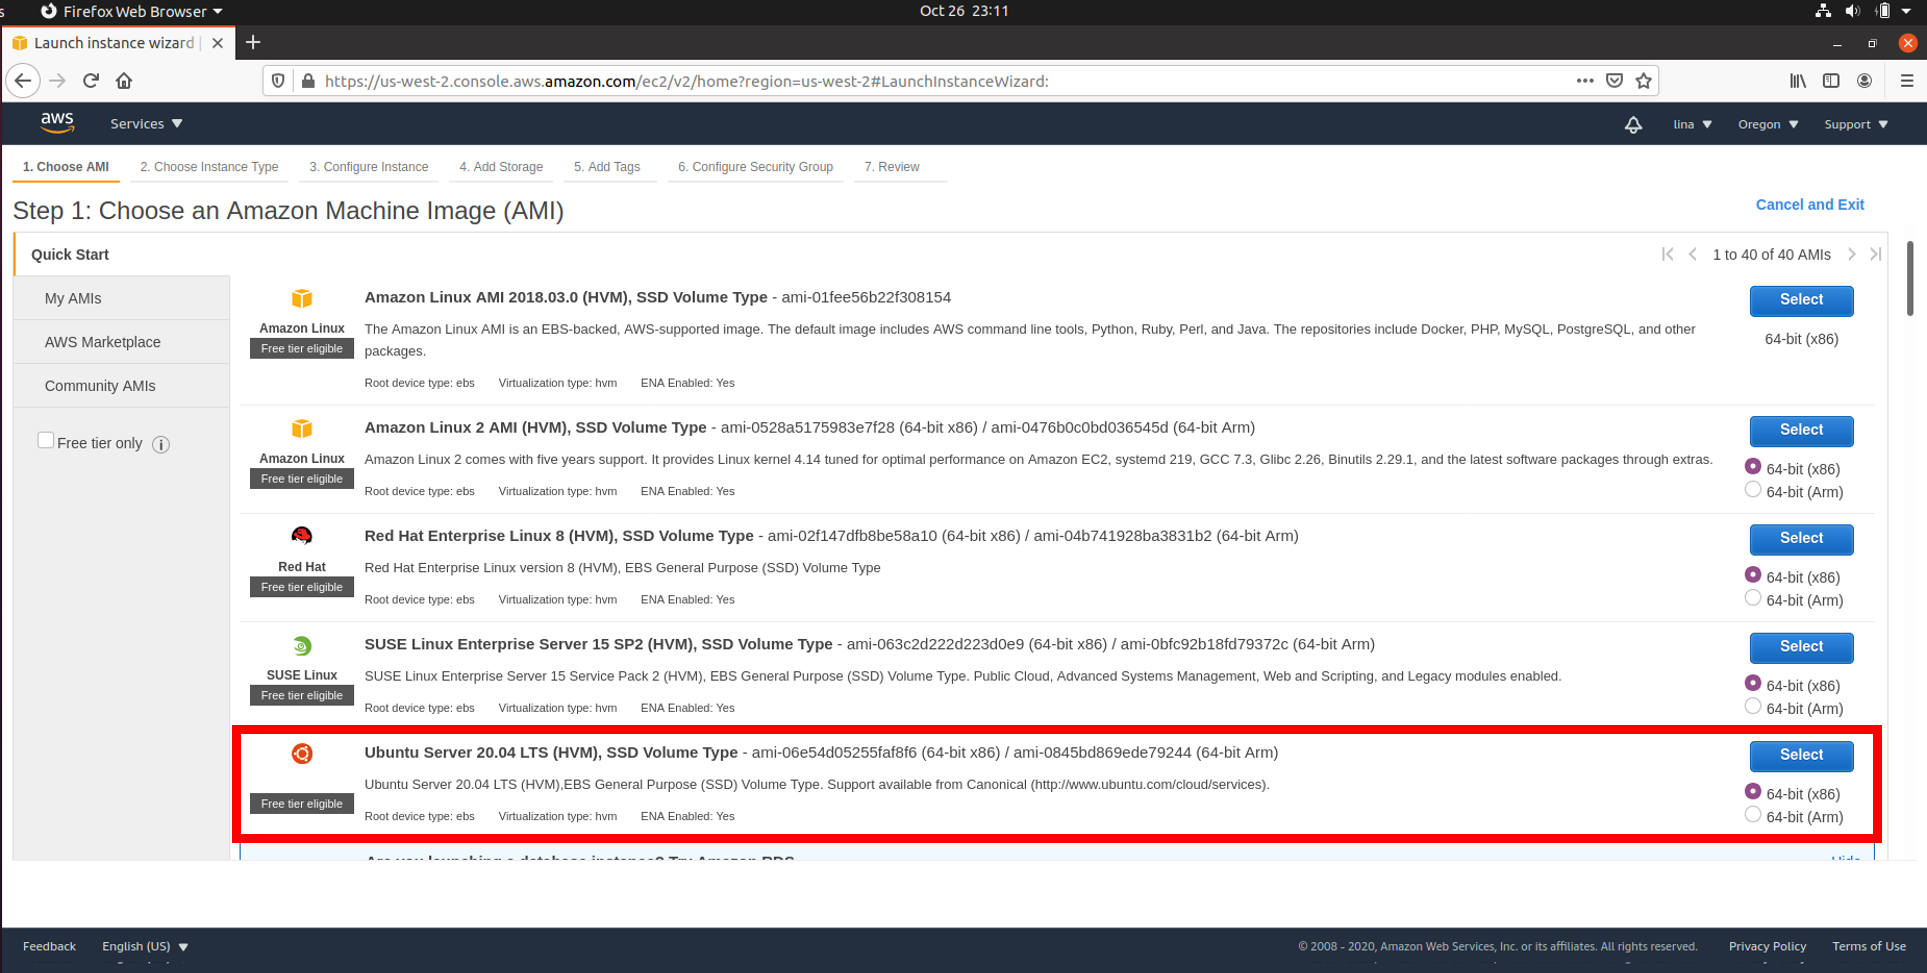 s
Firefox Web Browser
Oct 26 23:11
Launch instance wizard
https://us-west-2.console.aws.amazon.com/ec2/v2/home?region=us-west-2#LaunchInstanceWizard:
aws
Services
lina
Oregon
Support
1. Choose AMI
2. Choose Instance Type
3. Configure Instance
4. Add Storage
5. Add Tags
6. Configure Security Group
7. Review
Step 1: Choose an Amazon Machine Image (AMI)
Cancel and Exit
Quick Start
My AMIs
AWS Marketplace
Community AMIs
Free tier only
1 to 40 of 40 AMIs
Amazon Linux
Free tier eligible
Amazon Linux AMI 2018.03.0 (HVM), SSD Volume Type - ami-01fee56b22f308154
The Amazon Linux AMI is an EBS-backed, AWS-supported image. The default image includes AWS command line tools, Python, Ruby, Perl, and Java. The repositories include Docker, PHP, MySQL, PostgreSQL, and other
packages.
Root device type: ebs Virtualization type: hvm ENA Enabled: Yes
Select
64-bit (x86)
Amazon Linux
Free tier eligible
Amazon Linux 2 AMI (HVM), SSD Volume Type - ami-0528a5175983e7f28 (64-bit x86) / ami-0476b0c0bd036545d (64-bit Arm)
Amazon Linux 2 comes with five years support. It provides Linux kernel 4.14 tuned for optimal performance on Amazon EC2, systemd 219, GCC 7.3, Glibc 2.26, Binutils 2.29.1, and the latest software packages through extras.
Root device type: ebs Virtualization type: hvm ENA Enabled: Yes
Select
64-bit (x86)
64-bit (Arm)
Red Hat
Free tier eligible
Red Hat Enterprise Linux 8 (HVM), SSD Volume Type - ami-02f147dfb8be58a10 (64-bit x86) / ami-04b741928ba3831b2 (64-bit Arm)
Red Hat Enterprise Linux version 8 (HVM), EBS General Purpose (SSD) Volume Type
Root device type: ebs Virtualization type: hvm ENA Enabled: Yes
Select
64-bit (x86)
64-bit (Arm)
SUSE Linux
Free tier eligible
SUSE Linux Enterprise Server 15 SP2 (HVM), SSD Volume Type - ami-063c2d222d223d0e9 (64-bit x86) / ami-0bfc92b18fd79372c (64-bit Arm)
SUSE Linux Enterprise Server 15 Service Pack 2 (HVM), EBS General Purpose (SSD) Volume Type. Public Cloud, Advanced Systems Management, Web and Scripting, and Legacy modules enabled.
Root device type: ebs Virtualization type: hvm ENA Enabled: Yes
Select
64-bit (x86)
64-bit (Arm)
Free tier eligible
Ubuntu Server 20.04 LTS (HVM), SSD Volume Type - ami-06e54d05255faf8f6 (64-bit x86) / ami-0845bd869ede79244 (64-bit Arm)
Ubuntu Server 20.04 LTS (HVM),EBS General Purpose (SSD) Volume Type. Support available from Canonical (http://www.ubuntu.com/cloud/services).
Root device type: ebs Virtualization type: hvm ENA Enabled: Yes
Select
64-bit (x86)
64-bit (Arm)
Are you launching a database instance? Try Amazon RDS
Hide
Feedback
English (US)
© 2008 - 2020, Amazon Web Services, Inc. or its affiliates. All rights reserved.
Privacy Policy
Terms of Use